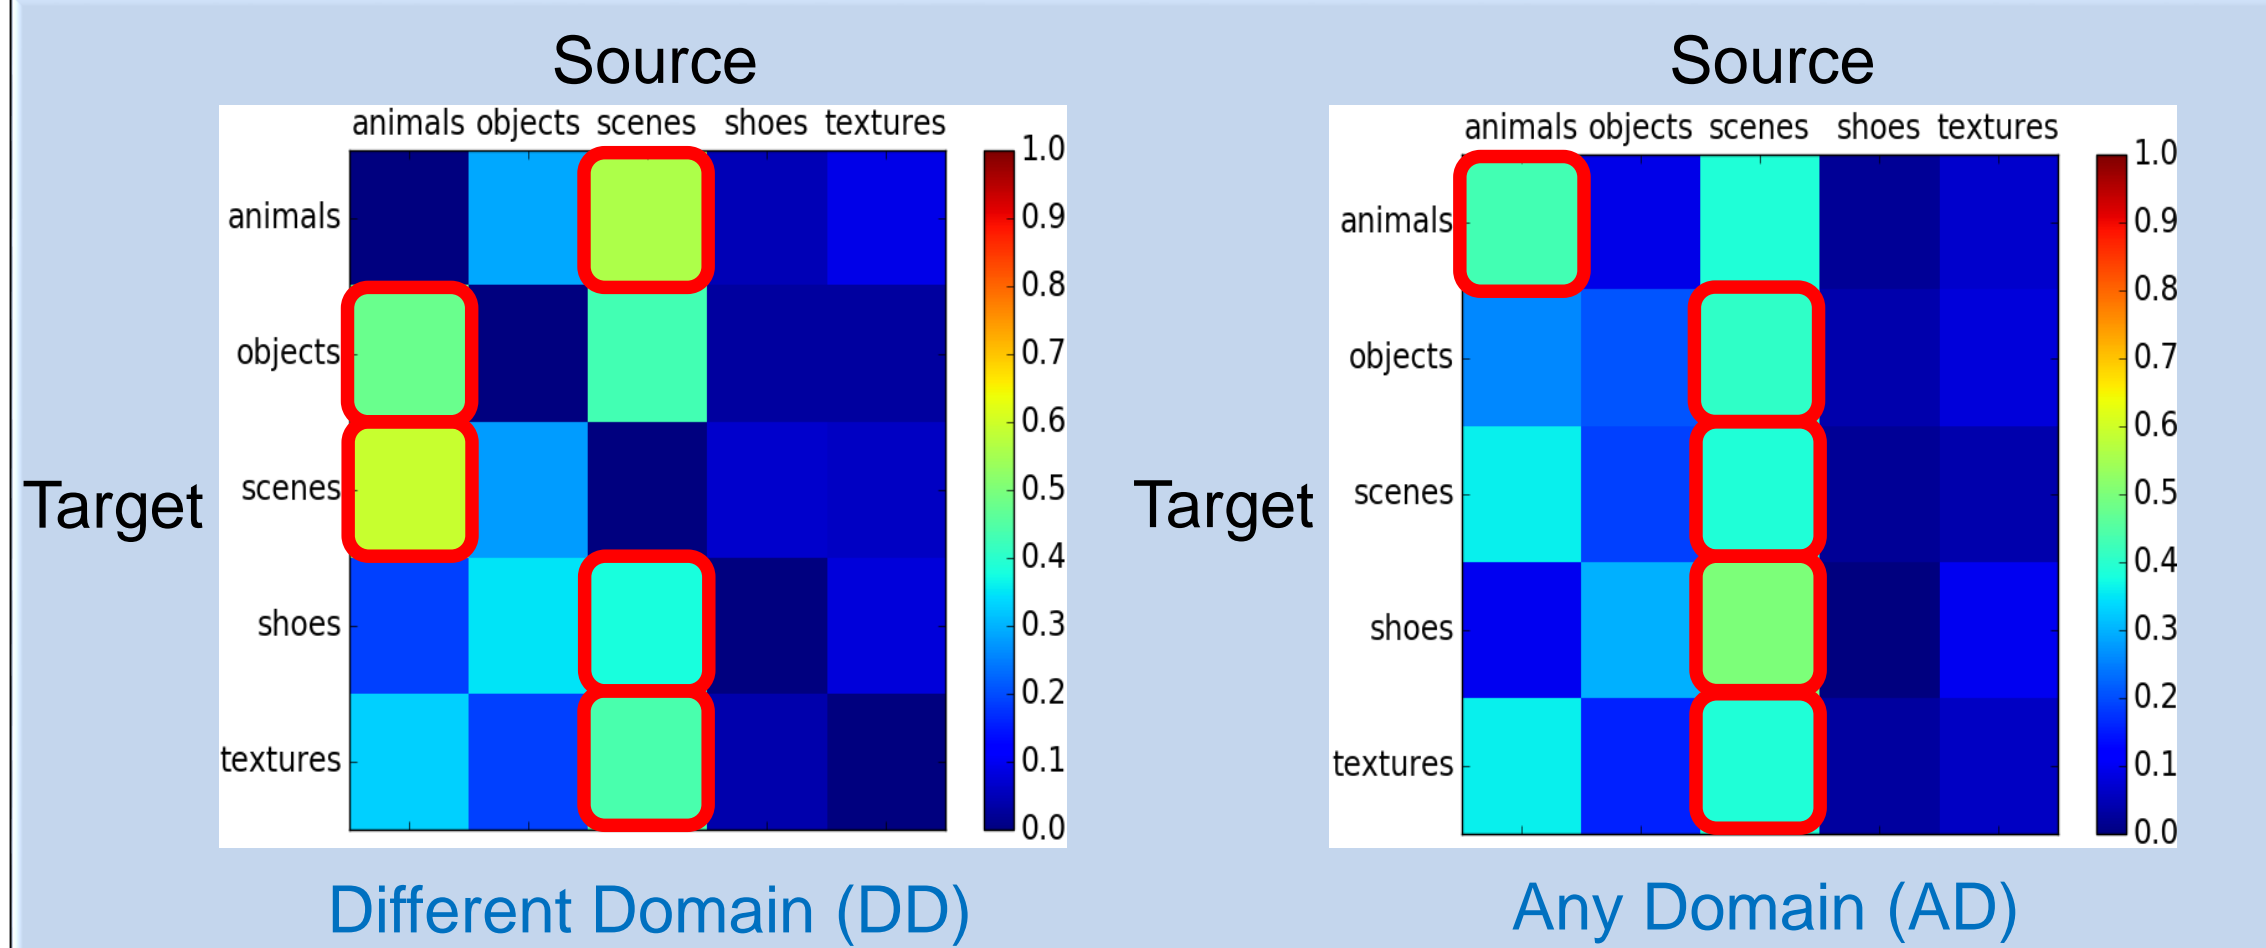 Source
animals objects scenes shoes textures
animals
objects
scenes
shoes
textures
Target
1.0
0.9
0.8
0.7
0.6
0.5
0.4
0.3
0.2
0.1
0.0
Different Domain (DD)
Source
animals objects scenes shoes textures
animals
objects
scenes
shoes
textures
Target
1.0
0.9
0.8
0.7
0.6
0.5
0.4
0.3
0.2
0.1
0.0
Any Domain (AD)